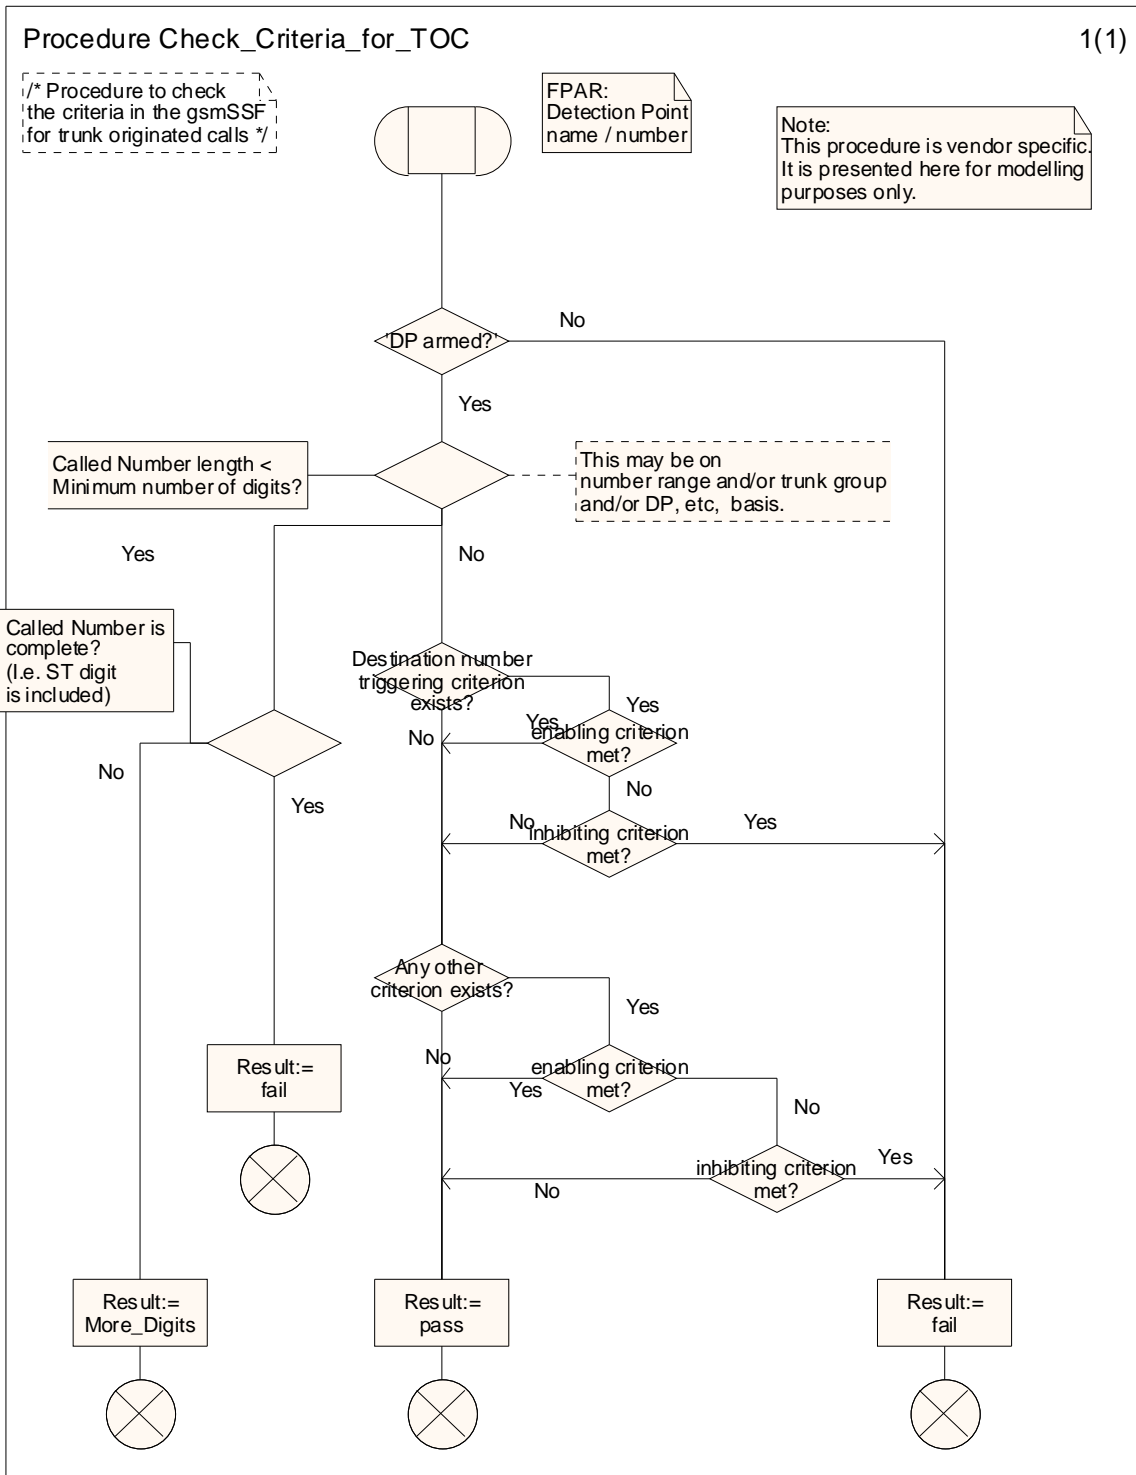 Procedure Check_Criteria_for_TOC
1(1)
/* Procedure to check
the criteria in the gsmSSF
for trunk originated calls */
FPAR:
Detection Point
name / number
Note:
This procedure is vendor specific.
It is presented here for modelling
purposes only.
'DP armed?'
No
Yes
Called Number length <
Minimum number of digits?
This may be on
number range and/or trunk group
and/or DP, etc, basis.
Yes
No
Called Number is
complete?
(I.e. ST digit
is included)
Destination number
triggering criterion
exists?
Yes
Yes
enabling criterion
met?
No
No
Yes
No
No
inhibiting criterion
met?
Yes
Any other
criterion exists?
Yes
No
enabling criterion
met?
Yes
No
inhibiting criterion
met?
Yes
No
Result:=
fail
Result:=
More_Digits
Result:=
pass
Result:=
fail